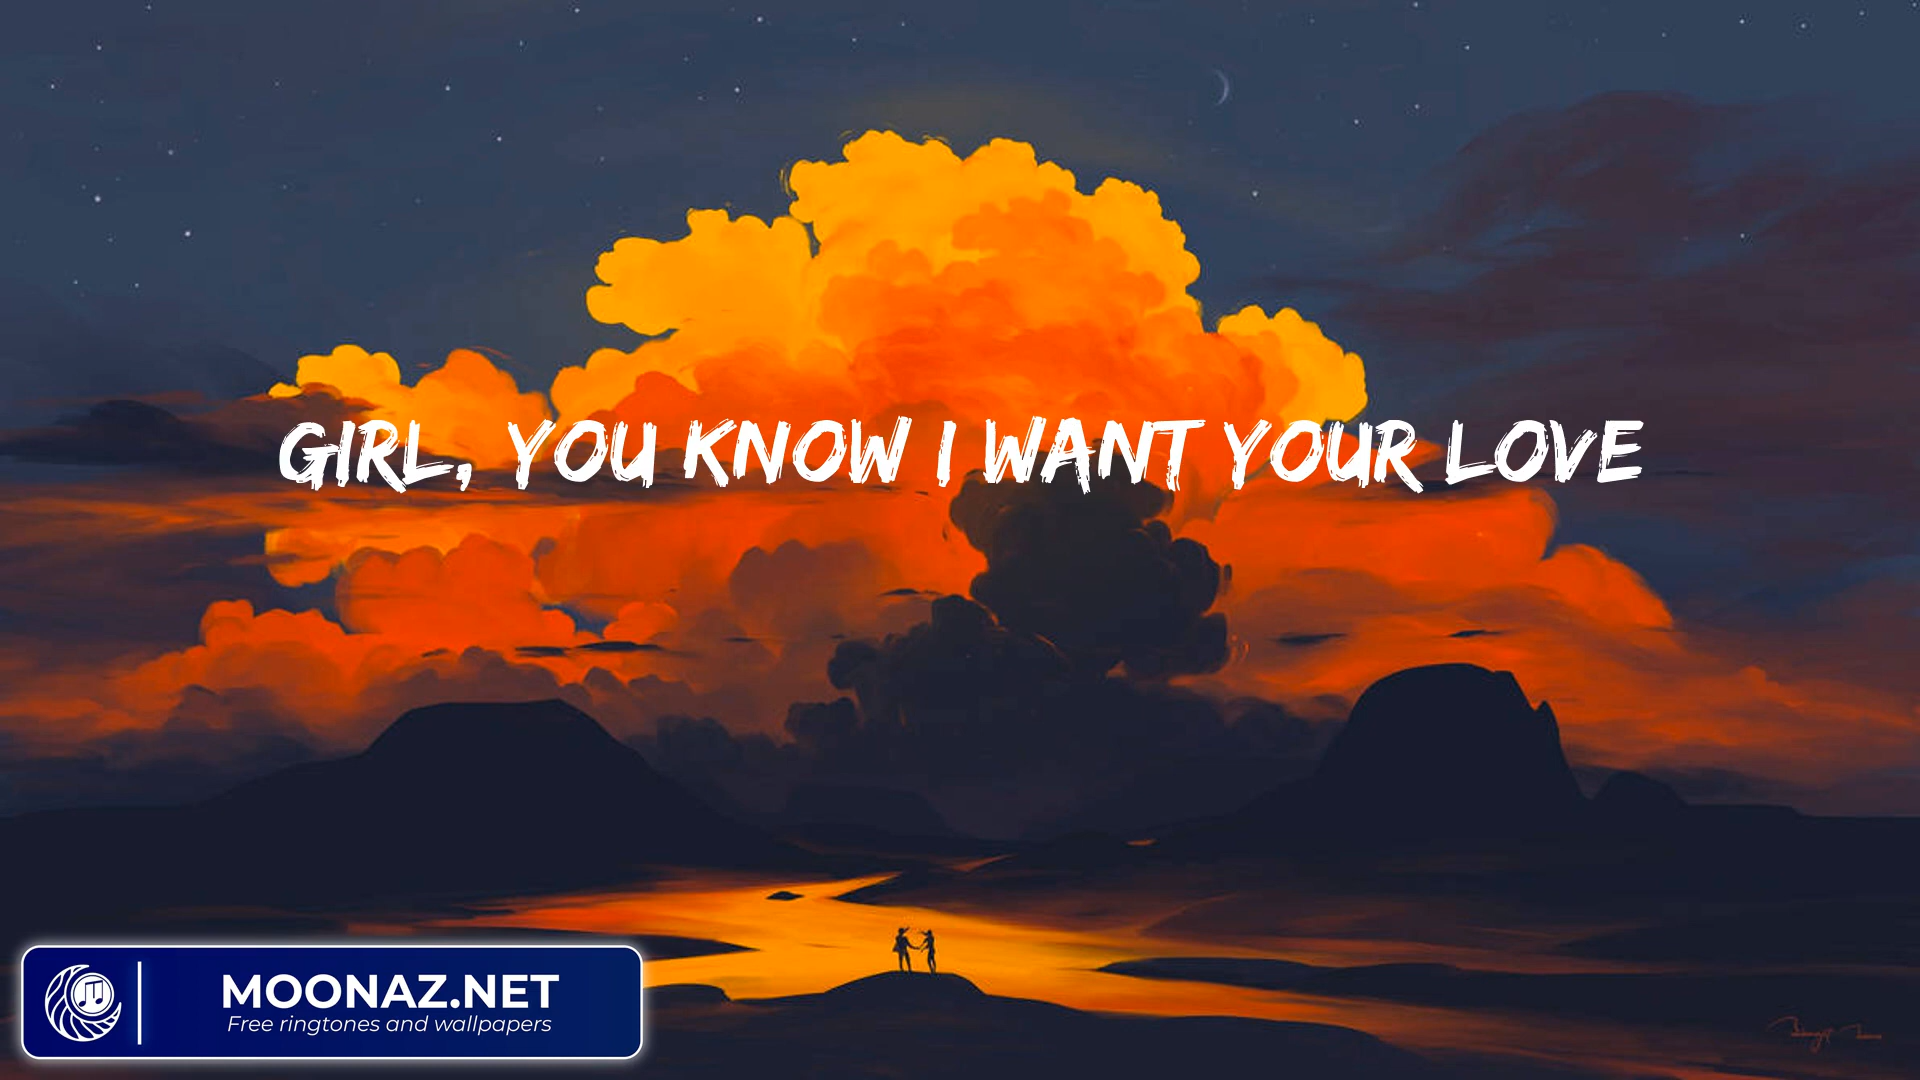 GIRL, YOU KNOW I WANT YOUR LOVE
MOONAZ.NET
Free ringtones and wallpapers